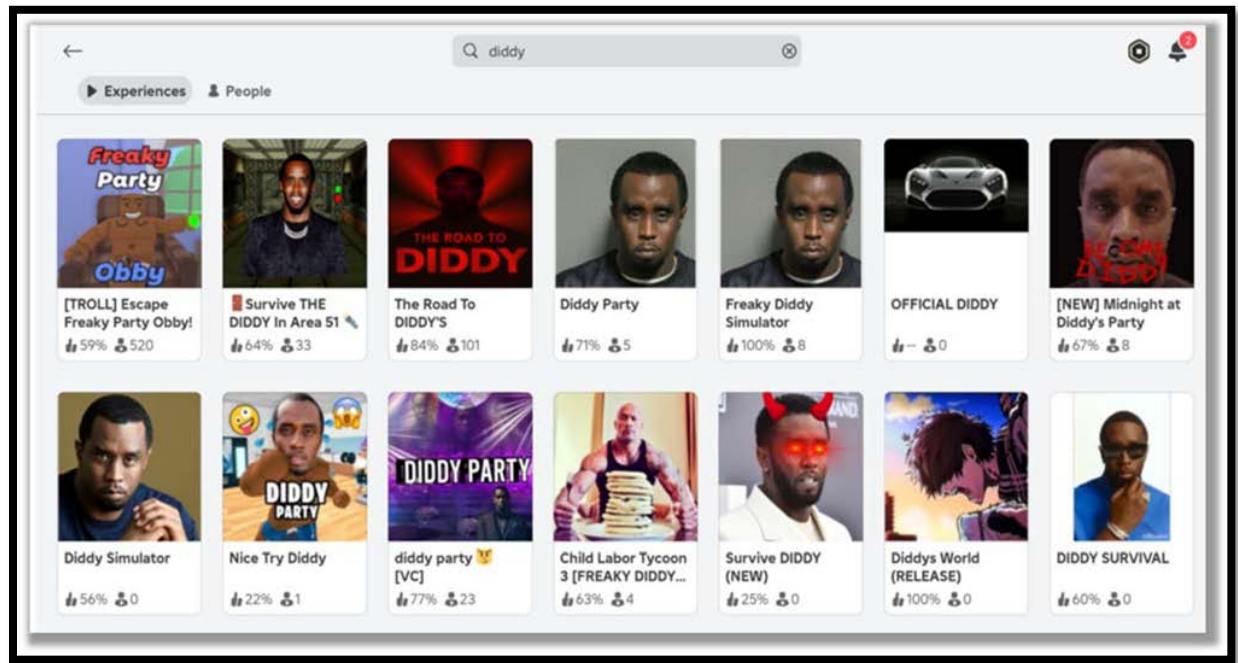 diddy
2
Experiences
People
Freaky
Party
Obby
[TROLL] Escape
Freaky Party Obby!
59% 520
Survive THE
DIDDY In Area 51
64% 33
THE ROAD TO
DIDDY
The Road To
DIDDY'S
84% 101
Diddy Party
71% 5
Freaky Diddy
Simulator
100% 8
OFFICIAL DIDDY
-- 0
BECOME
DIDDY
[NEW] Midnight at
Diddy's Party
67% 8
Diddy Simulator
56% 0
DIDDY
PARTY
Nice Try Diddy
22% 1
DIDDY PARTY
diddy party 😼
[VC]
77% 23
Child Labor Tycoon
3 [FREAKY DIDDY...
63% 4
Survive DIDDY
(NEW)
25% 0
Diddys World
(RELEASE)
100% 0
DIDDY SURVIVAL
60% 0